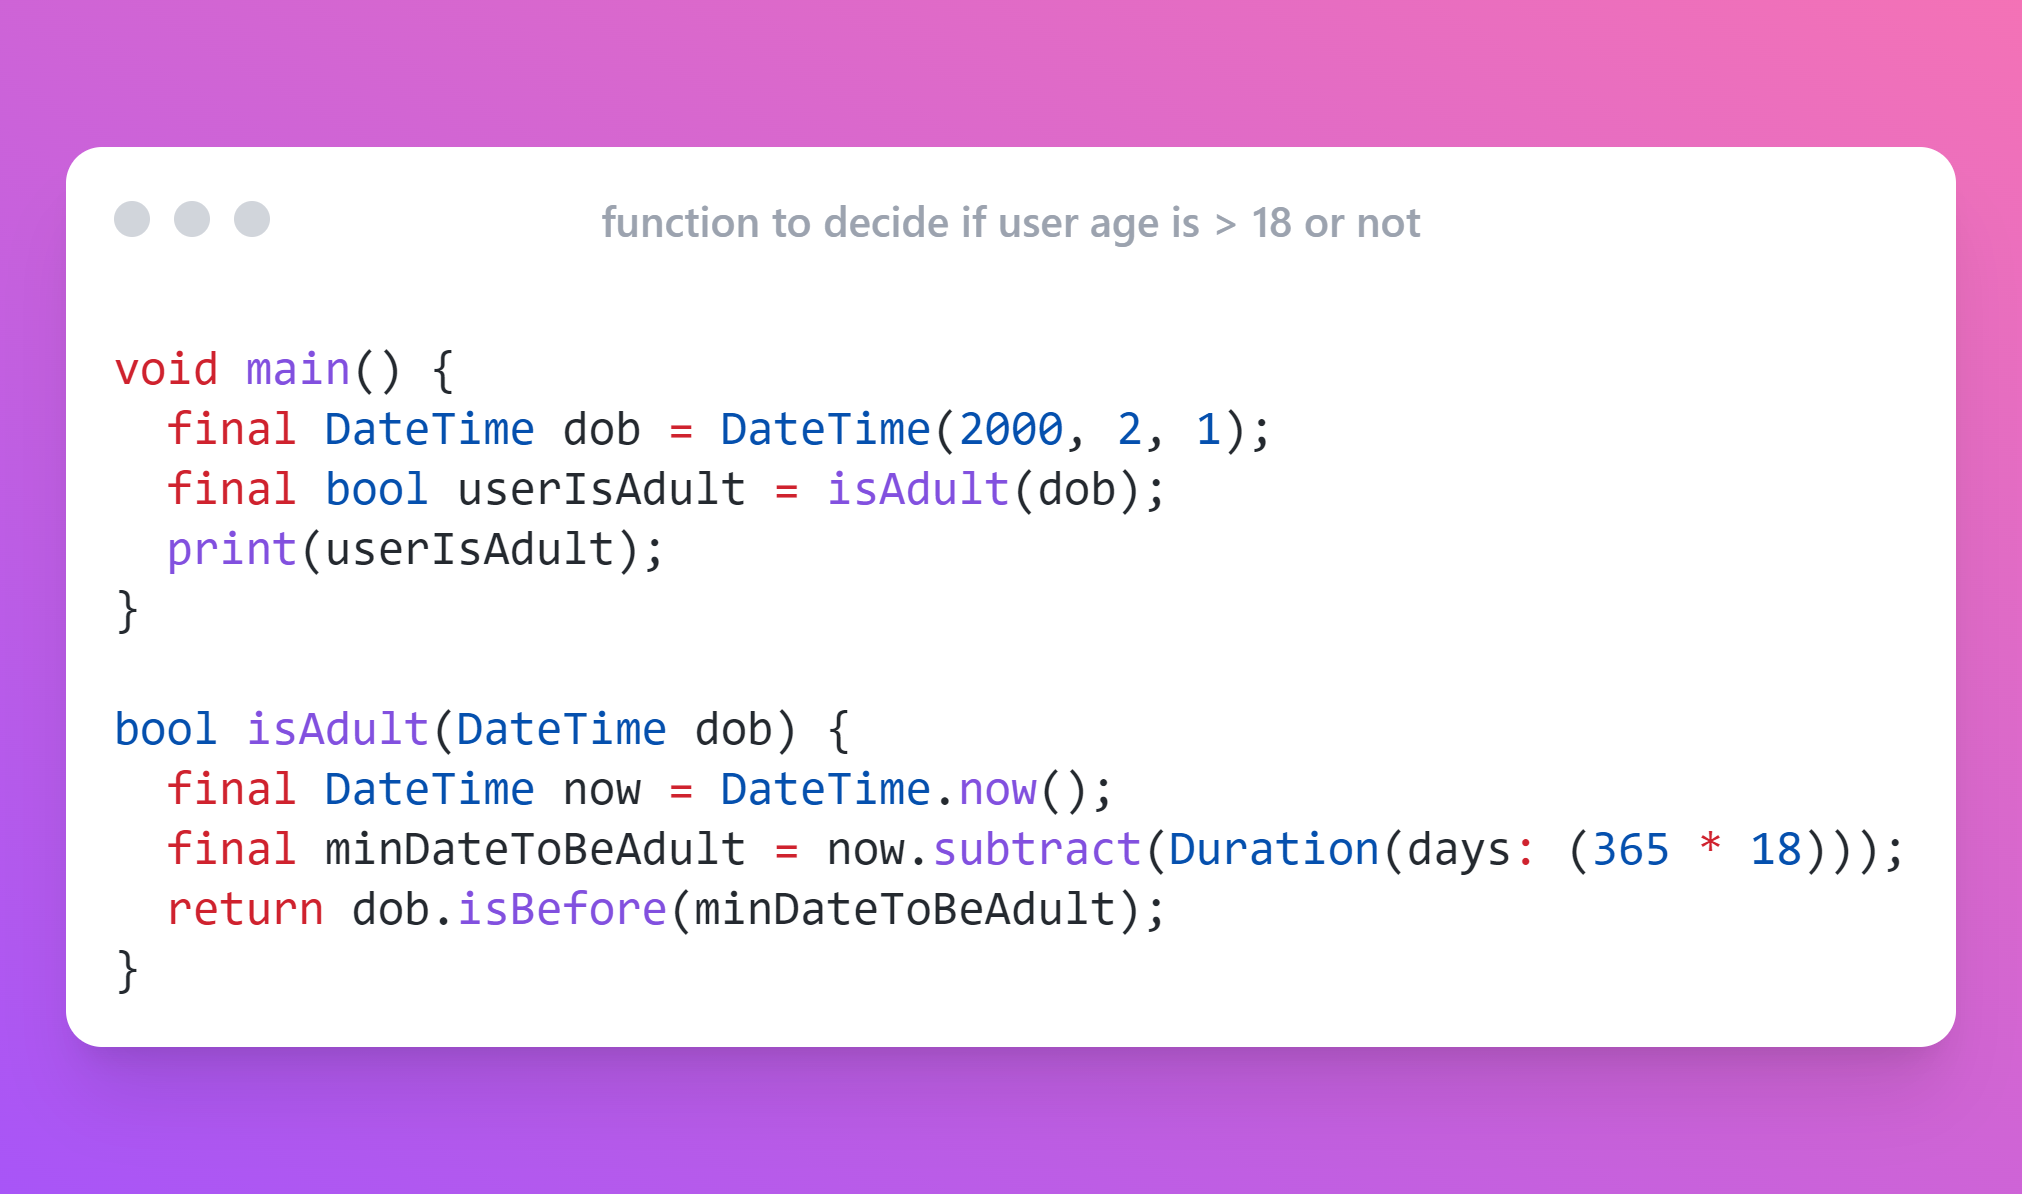 function to decide if user age is > 18 or not
void main() {
  final DateTime dob = DateTime(2000, 2, 1);
  final bool userIsAdult = isAdult(dob);
  print(userIsAdult);
}

bool isAdult(DateTime dob) {
  final DateTime now = DateTime.now();
  final minDateToBeAdult = now.subtract(Duration(days: (365 * 18)));
  return dob.isBefore(minDateToBeAdult);
}